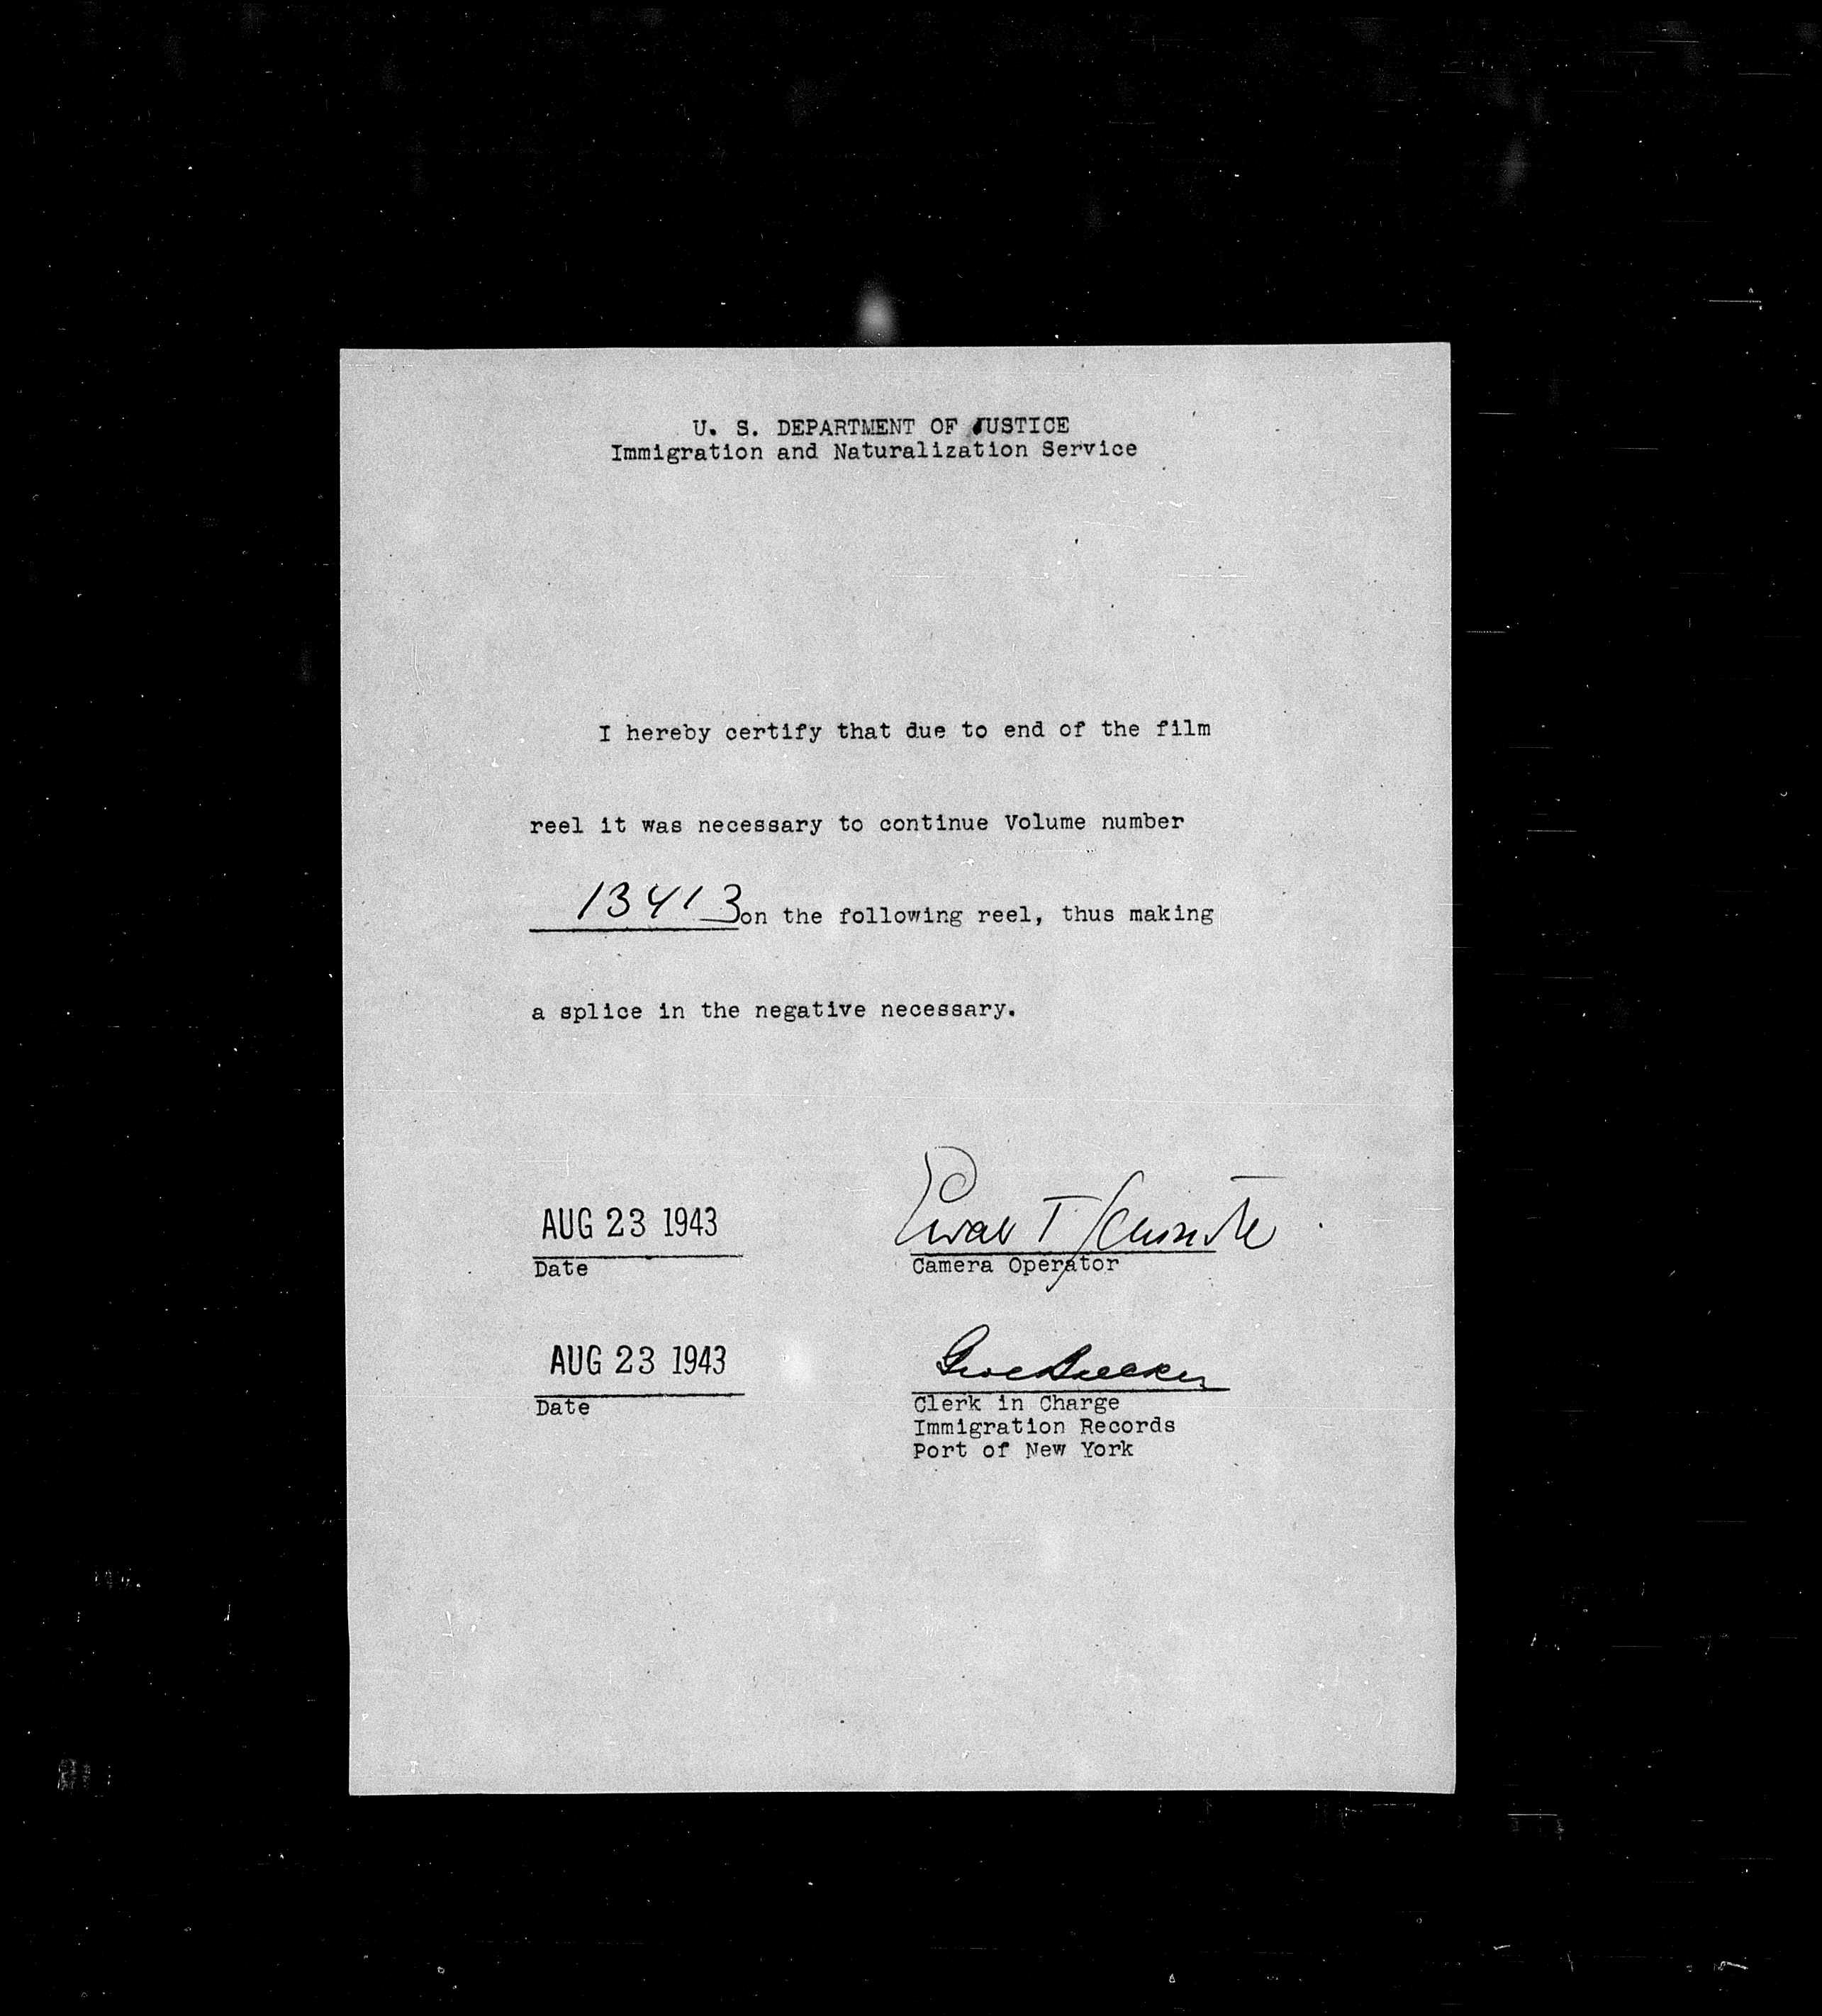 U. S. DEPARTMENT OF JUSTICE
Immigration and Naturalization Service
I hereby certify that due to end of the film
reel it was necessary to continue Volume number
13413 on the following reel, thus making
a splice in the negative necessary.
AUG 23 1943
Date
Camera Operator
AUG 23 1943
Date
Clerk in Charge
Immigration Records
Port of New York